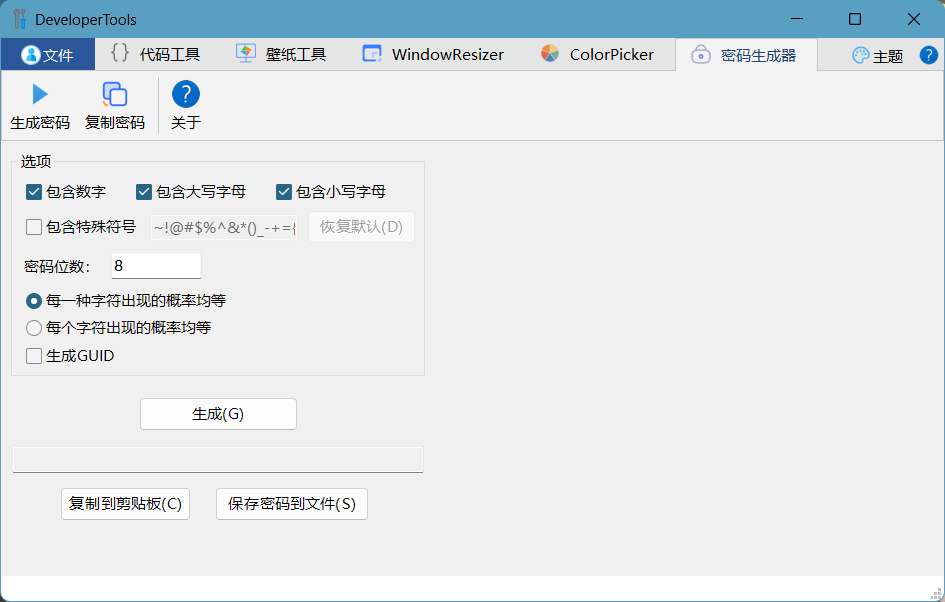 DeveloperTools
文件 代码工具 壁纸工具 WindowResizer ColorPicker 密码生成器 主题 ?
生成密码 复制密码 ? 关于
选项
包含数字 包含大写字母 包含小写字母
包含特殊符号 ~!@#$%^&*()_-+={ 恢复默认(D)
密码位数： 8
每一种字符出现的概率均等
每个字符出现的概率均等
生成GUID
生成(G)
复制到剪贴板(C) 保存密码到文件(S)